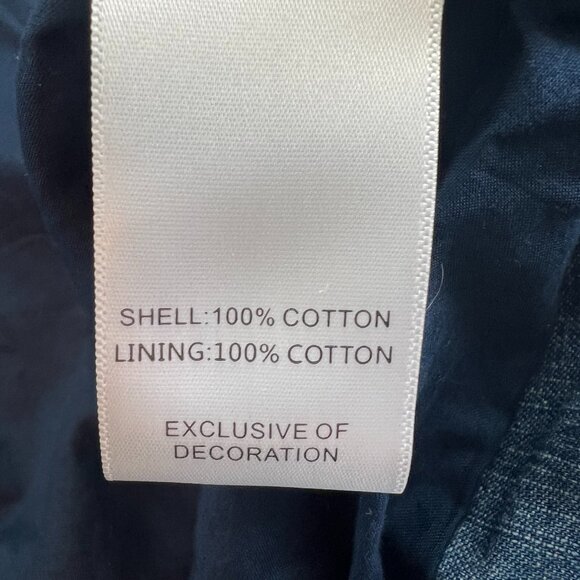 SHELL:100% COTTON
LINING:100% COTTON
EXCLUSIVE OF
DECORATION